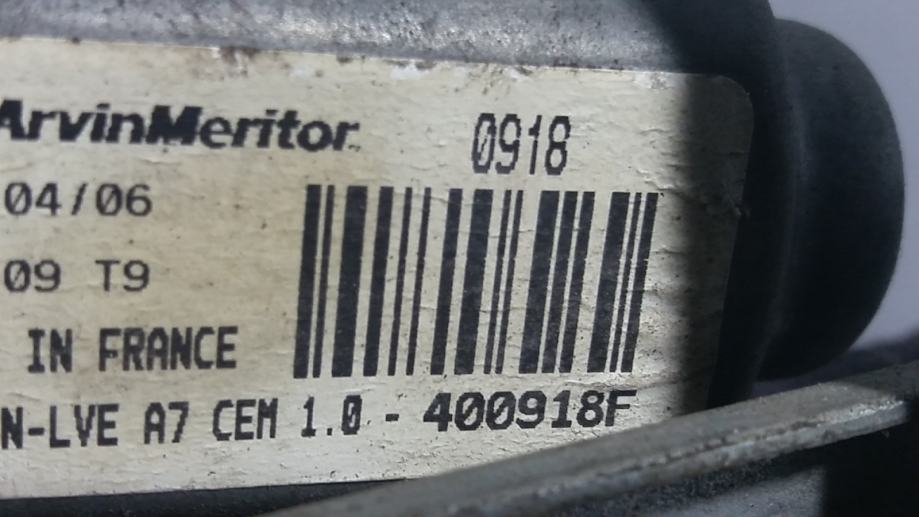 ArvinMeritor 0918
04/06
09 T9
IN FRANCE
N-LVE A7 CEM 1.0 - 400918F